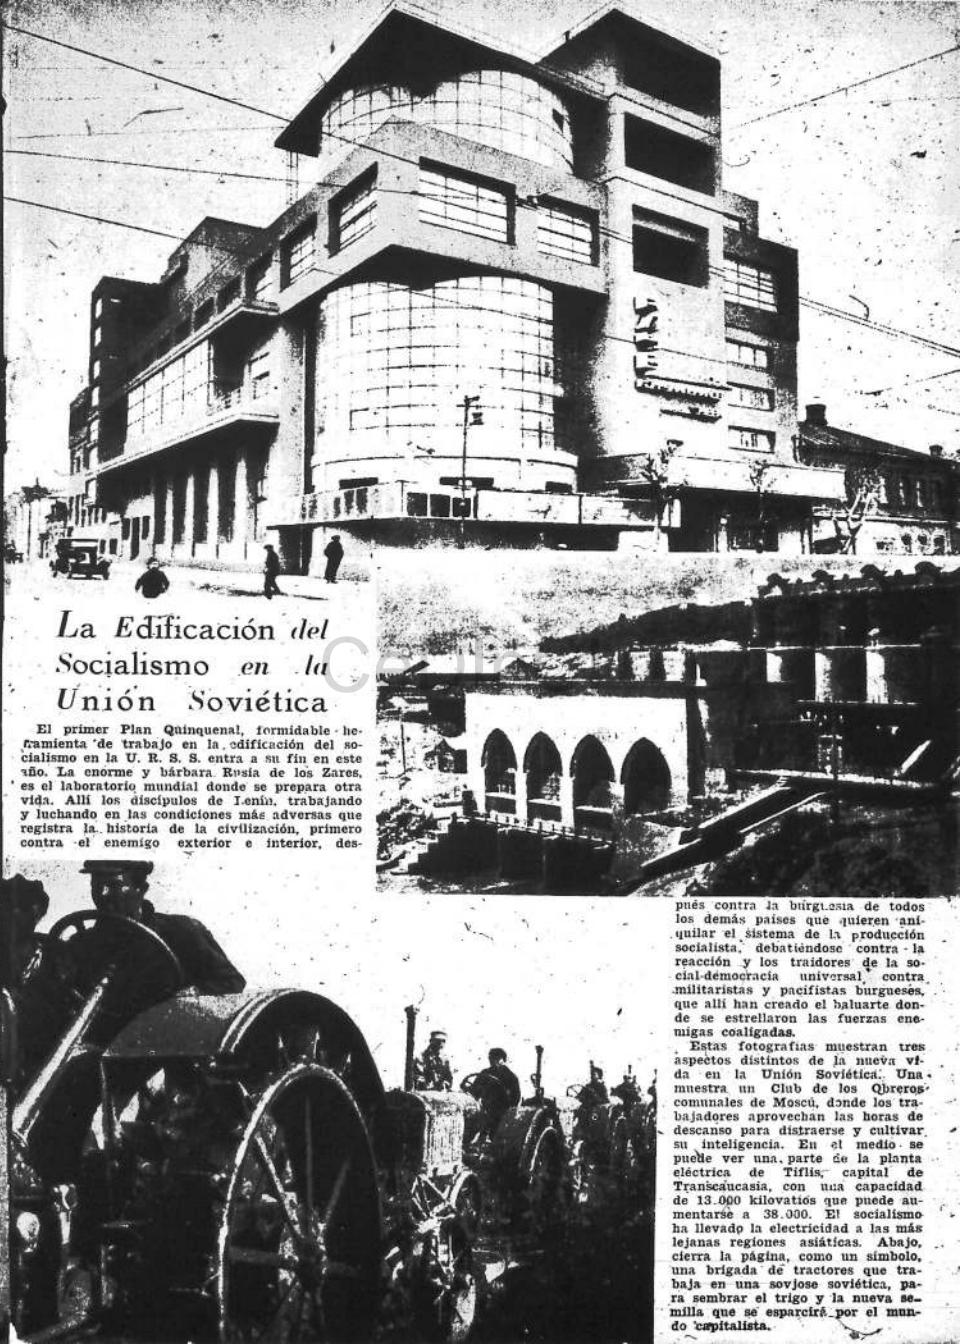 La Edificación del
Socialismo en la
Unión Soviética
El primer Plan Quinquenal, formidable he-
rramienta de trabajo en la edificación del so-
cialismo en la U. R. S. S. entra a su fin en este
año. La enorme y bárbara Rusia de los Zares,
es el laboratorio mundial donde se prepara otra
vida. Allí los discípulos de Lenin, trabajando
y luchando en las condiciones más adversas que
registra la historia de la civilización, primero
contra el enemigo exterior e interior, des-
pués contra la burguesía de todos
los demás países que quieren ani-
quilar el sistema de la producción
socialista, debatiéndose contra la
reacción y los traidores de la so-
cial-democracia universal, contra
militaristas y pacifistas burgueses,
que allí han creado el baluarte don-
de se estrellaron las fuerzas ene-
migas coaligadas.
Estas fotografías muestran tres
aspectos distintos de la nueva vi-
da en la Unión Soviética. Una
muestra un Club de los Obreros
comunales de Moscú, donde los tra-
bajadores aprovechan las horas de
descanso para distraerse y cultivar
su inteligencia. En el medio se
puede ver una parte de la planta
eléctrica de Tiflis, capital de
Transcaucasia, con una capacidad
de 13.000 kilovatios que puede au-
mentarse a 38.000. El socialismo
ha llevado la electricidad a las más
lejanas regiones asiáticas. Abajo,
cierra la página, como un símbolo,
una brigada de tractores que tra-
baja en una sovjose soviética, pa-
ra sembrar el trigo y la nueva se-
milla que se esparcirá por el mun-
do capitalista.